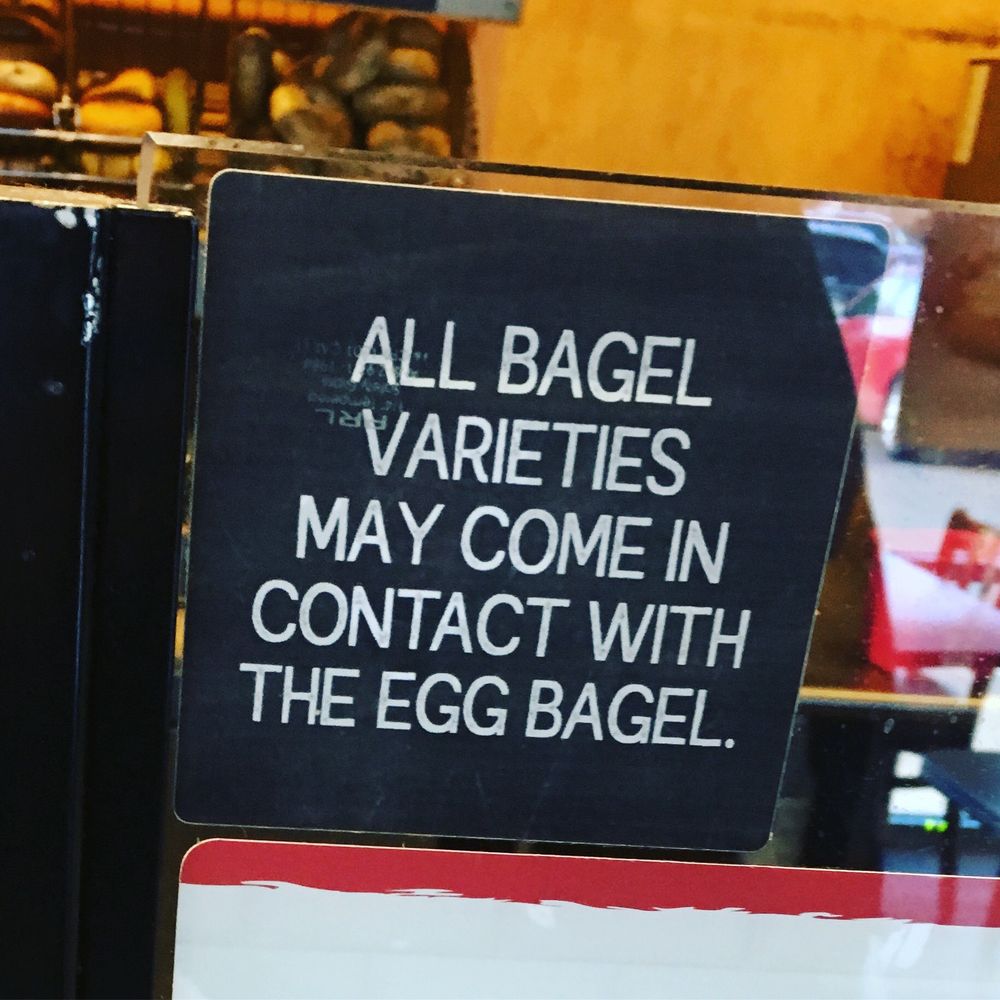 ALL BAGEL
VARIETIES
MAY COME IN
CONTACT WITH
THE EGG BAGEL.